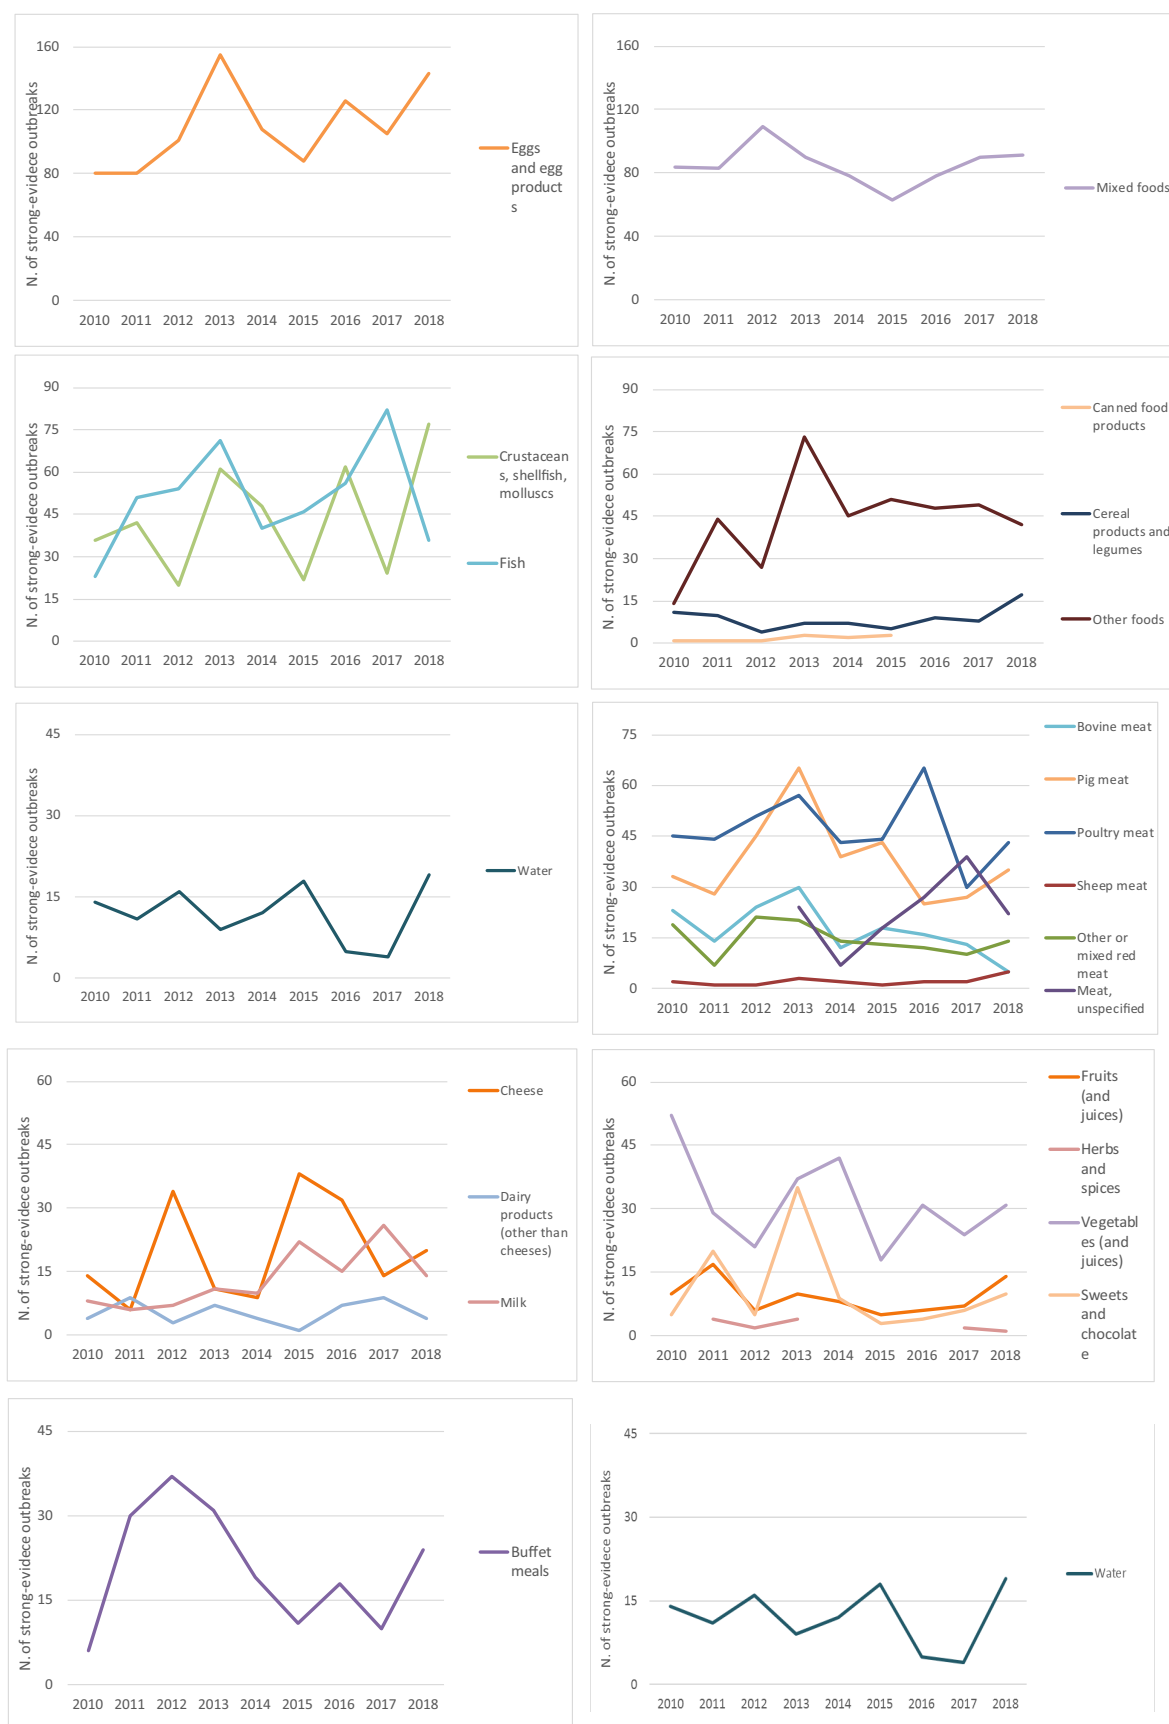 N. of strong-evidece outbreaks
160
120
80
40
0
2010 2011 2012 2013 2014 2015 2016 2017 2018
Eggs
and egg
product
s
N. of strong-evidece outbreaks
160
120
80
40
0
2010 2011 2012 2013 2014 2015 2016 2017 2018
Mixed foods
N. of strong-evidece outbreaks
90
75
60
45
30
15
0
2010 2011 2012 2013 2014 2015 2016 2017 2018
Crustacean
s, shellfish,
molluscs
Fish
N. of strong-evidece outbreaks
90
75
60
45
30
15
0
2010 2011 2012 2013 2014 2015 2016 2017 2018
Canned food
products
Cereal
products and
legumes
Other foods
N. of strong-evidece outbreaks
45
30
15
0
2010 2011 2012 2013 2014 2015 2016 2017 2018
Water
N. of strong-evidece outbreaks
75
60
45
30
15
0
2010 2011 2012 2013 2014 2015 2016 2017 2018
Bovine meat
Pig meat
Poultry meat
Sheep meat
Other or
mixed red
meat
Meat,
unspecified
N. of strong-evidece outbreaks
60
45
30
15
0
2010 2011 2012 2013 2014 2015 2016 2017 2018
Cheese
Dairy
products
(other than
cheeses)
Milk
N. of strong-evidece outbreaks
60
45
30
15
0
2010 2011 2012 2013 2014 2015 2016 2017 2018
Fruits
(and
juices)
Herbs
and
spices
Vegetabl
es (and
juices)
Sweets
and
chocolat
e
N. of strong-evidece outbreaks
45
30
15
0
2010 2011 2012 2013 2014 2015 2016 2017 2018
Buffet
meals
N. of strong-evidece outbreaks
45
30
15
0
2010 2011 2012 2013 2014 2015 2016 2017 2018
Water